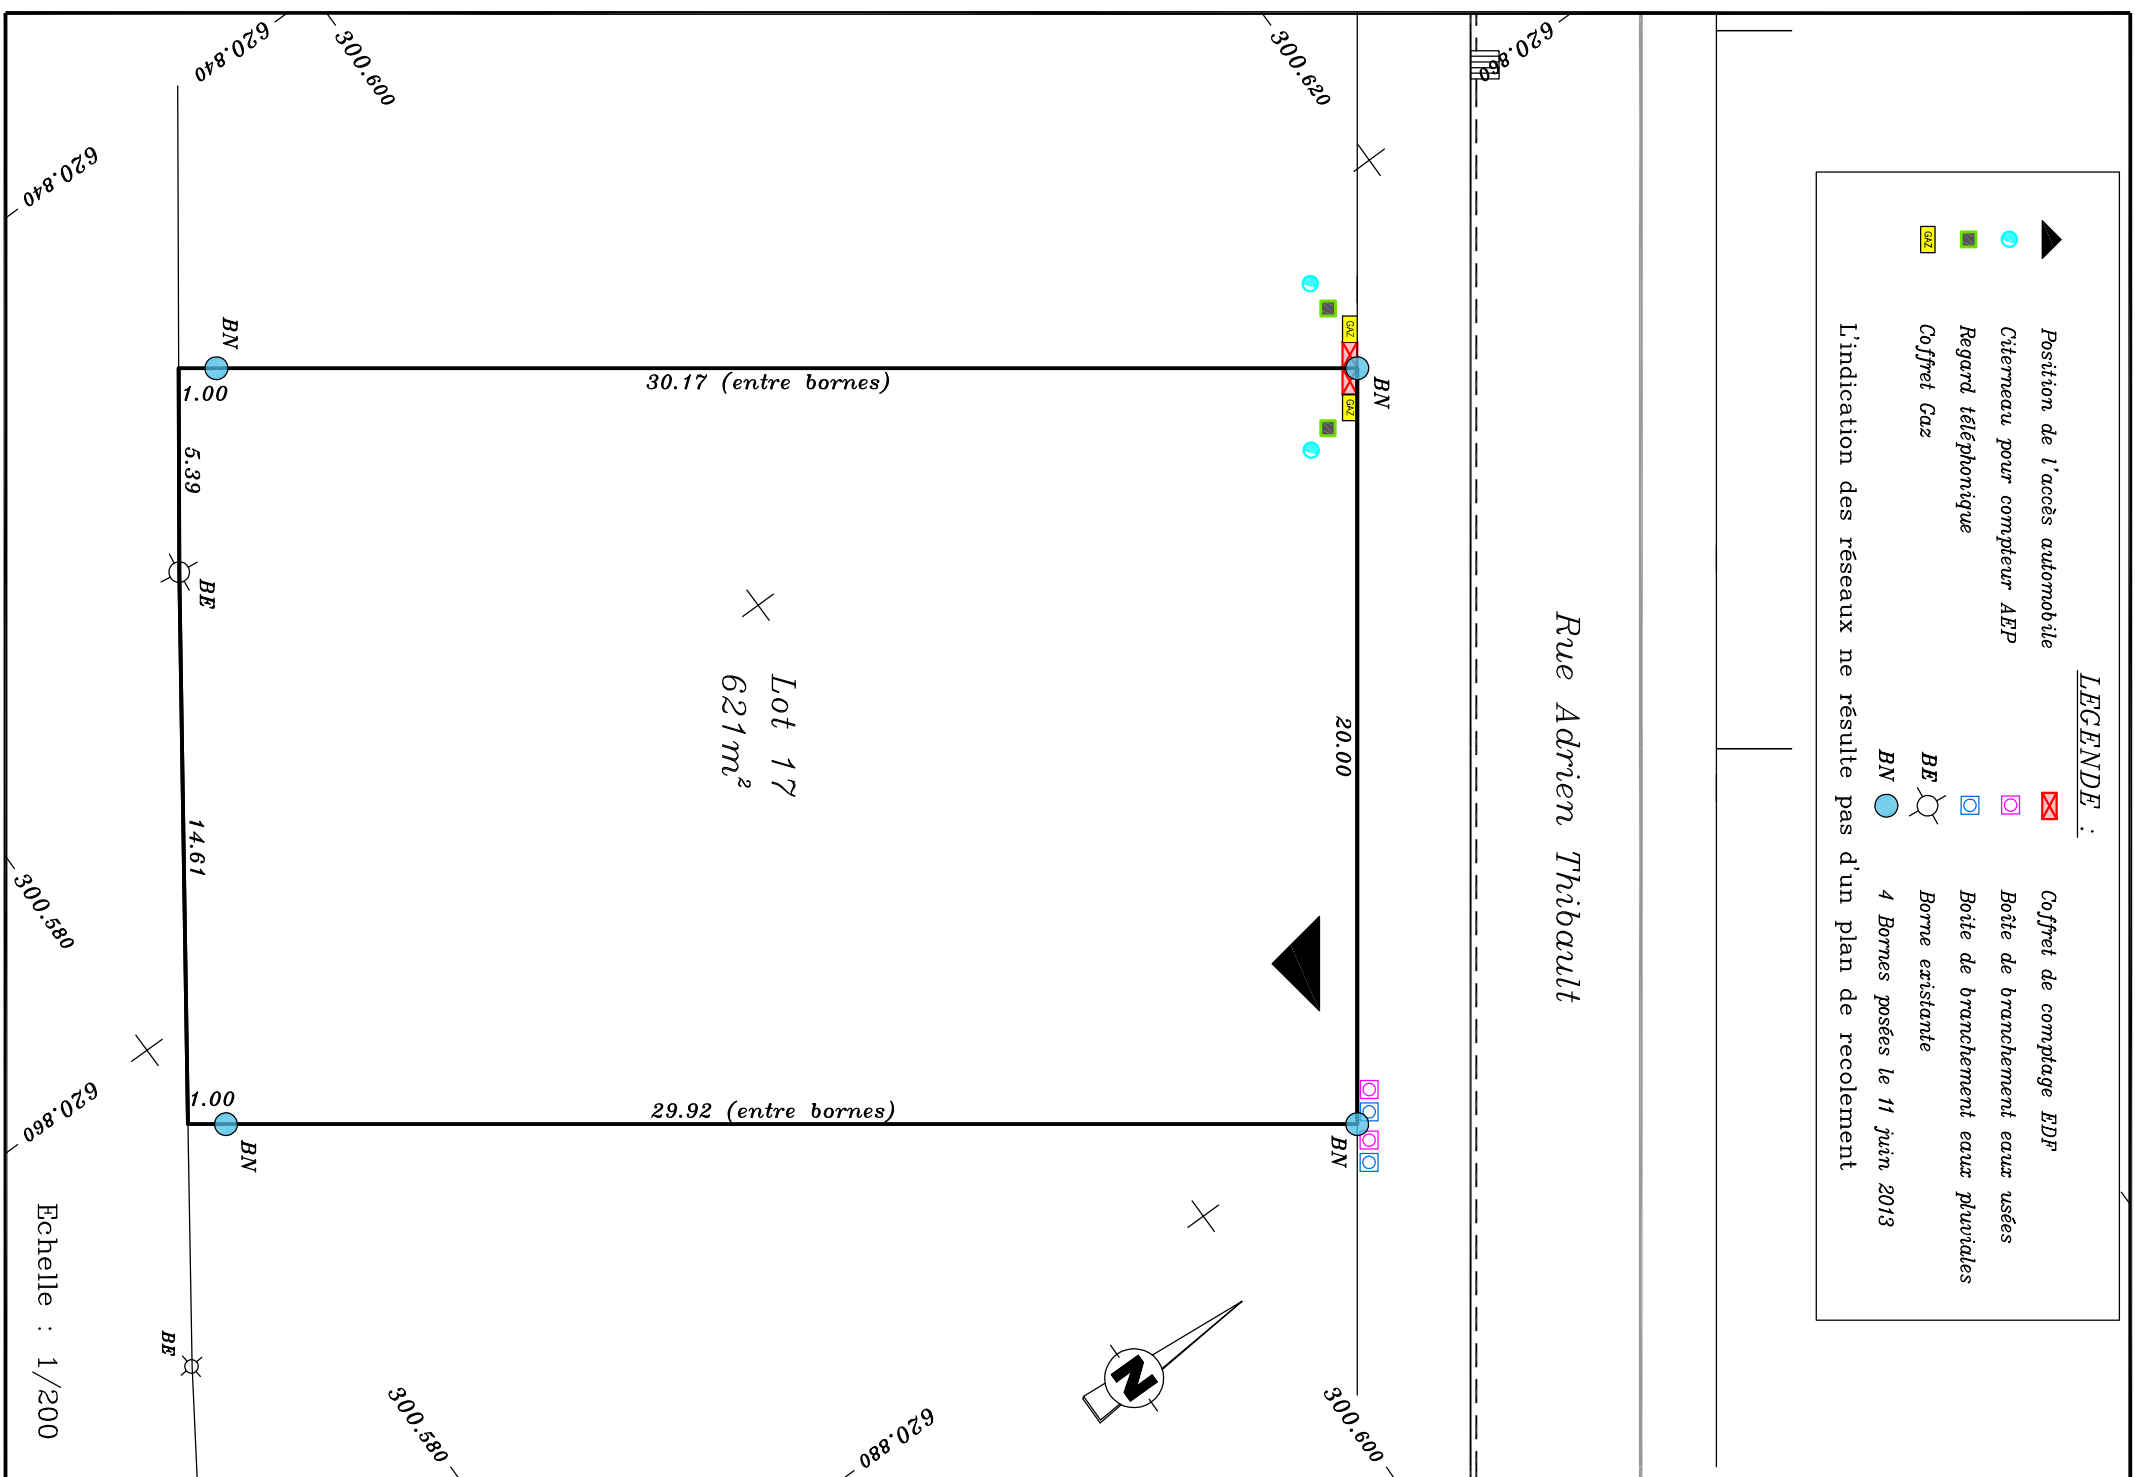 LEGENDE :
Position de l'accès automobile
Coffret de comptage EDF
Citerneau pour compteur AEP
Boîte de branchement eaux usées
Regard téléphonique
Boite de branchement eaux pluviales
GAZ
Coffret Gaz
BE
Borne existante
BN
4 Bornes posées le 11 juin 2013
L'indication des réseaux ne résulte pas d'un plan de recolement
Rue Adrien Thibault
620.860
300.620
300.600
620.840
620.840
GAZ
GAZ
BN
BN
30.17 (entre bornes)
1.00
5.39
BE
20.00
Lot 17
621m²
14.61
1.00
29.92 (entre bornes)
BN
BN
300.580
620.860
BE
300.580
620.880
N
300.600
Echelle : 1/200